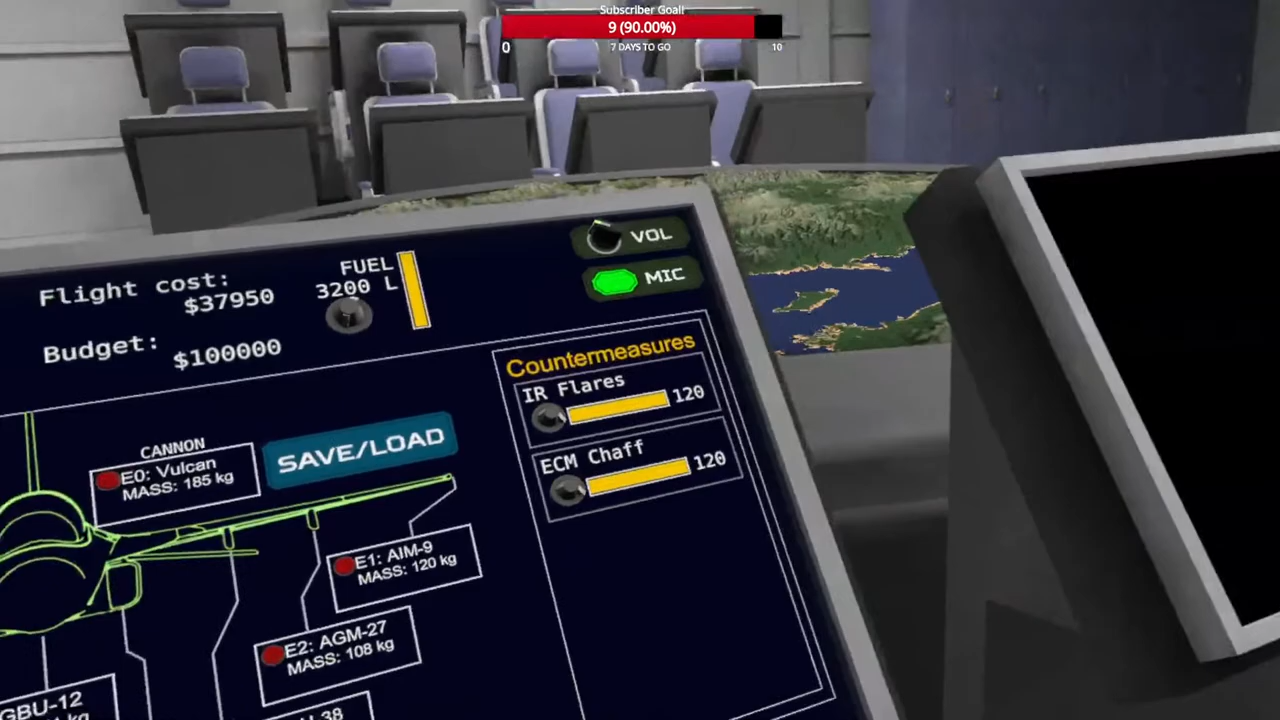 Subscriber Goal!
9 (90.00%)
0
7 DAYS TO GO
10
Flight cost:
$37950
FUEL
3200 L
VOL
MIC
Budget:
$100000
Countermeasures
IR Flares
120
ECM Chaff
120
CANNON
E0: Vulcan
MASS: 185 kg
SAVE/LOAD
E1: AIM-9
MASS: 120 kg
E2: AGM-27
MASS: 108 kg
GBU-12
kg